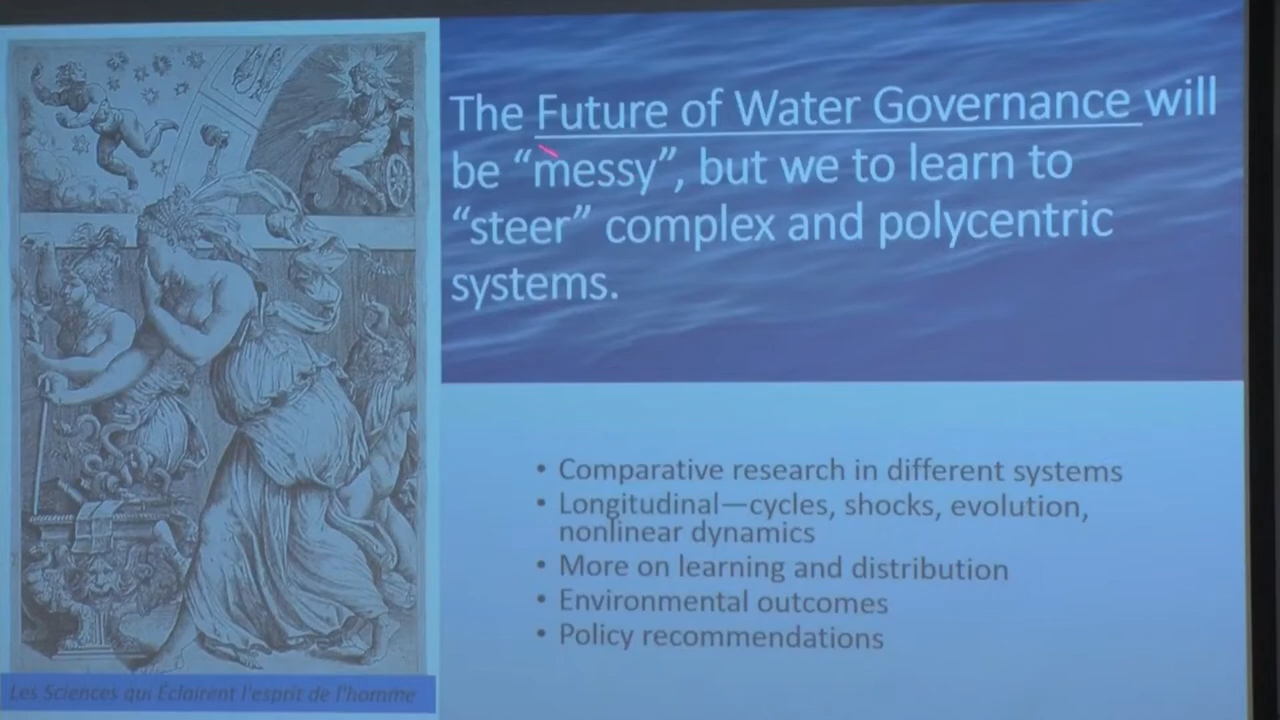 The Future of Water Governance will
be “messy”, but we to learn to
“steer” complex and polycentric
systems.
• Comparative research in different systems
• Longitudinal—cycles, shocks, evolution,
nonlinear dynamics
• More on learning and distribution
• Environmental outcomes
• Policy recommendations
Les Sciences qui Éclairent l'esprit de l'homme